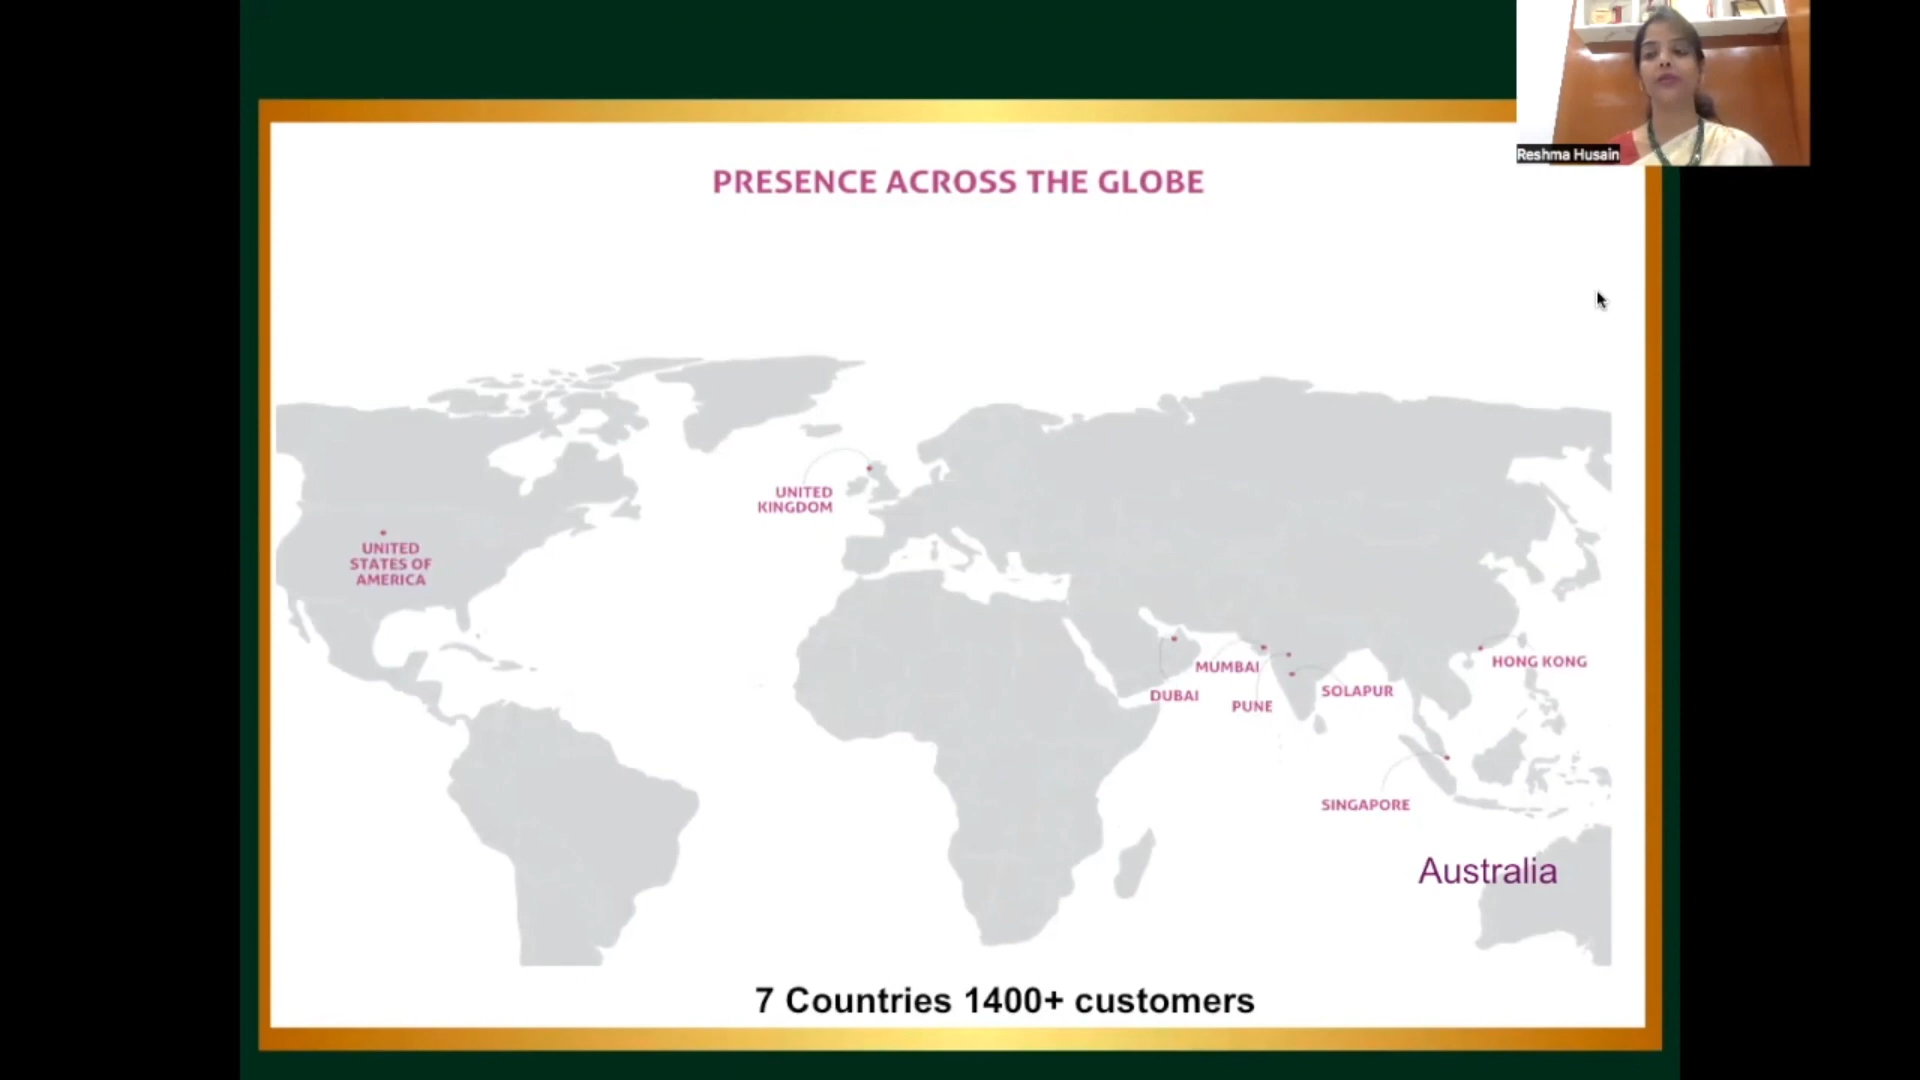 Reshma Husain
PRESENCE ACROSS THE GLOBE
UNITED
KINGDOM
UNITED
STATES OF
AMERICA
MUMBAI
HONG KONG
DUBAI
PUNE
SOLAPUR
SINGAPORE
Australia
7 Countries 1400+ customers